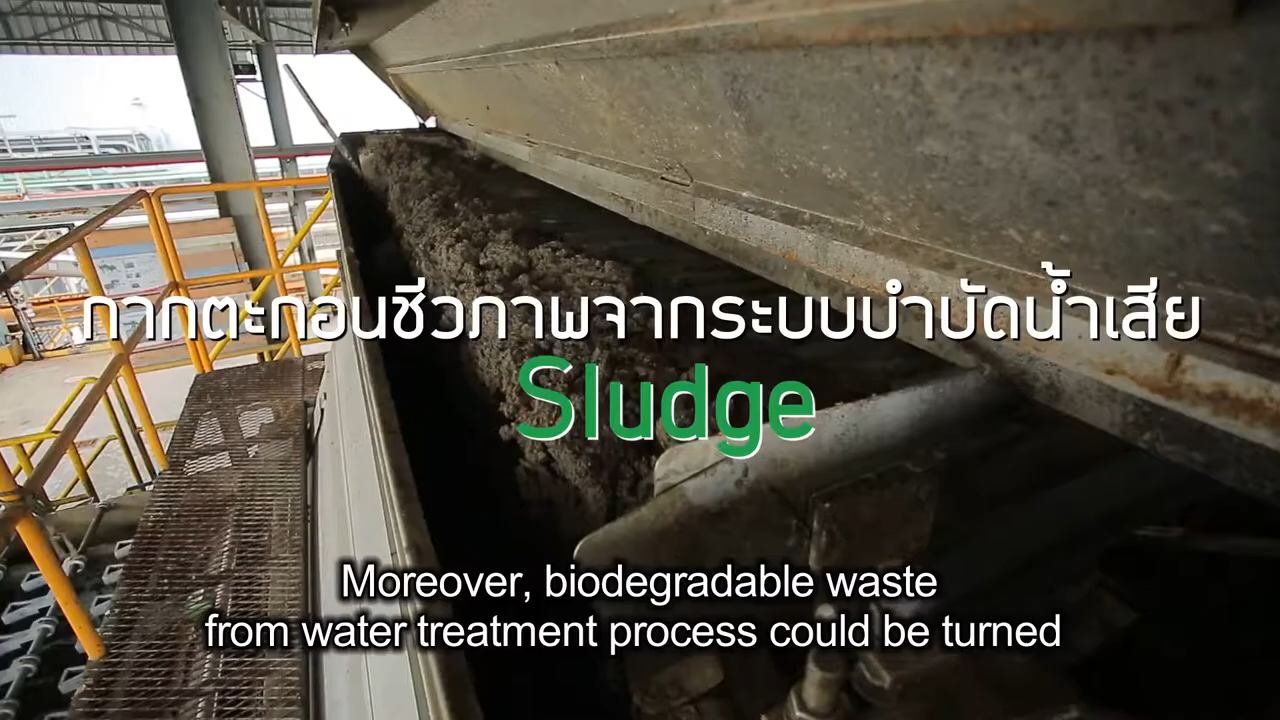 กากตะกอนชีวภาพจากระบบบำบัดน้ำเสีย
Sludge
Moreover, biodegradable waste
from water treatment process could be turned